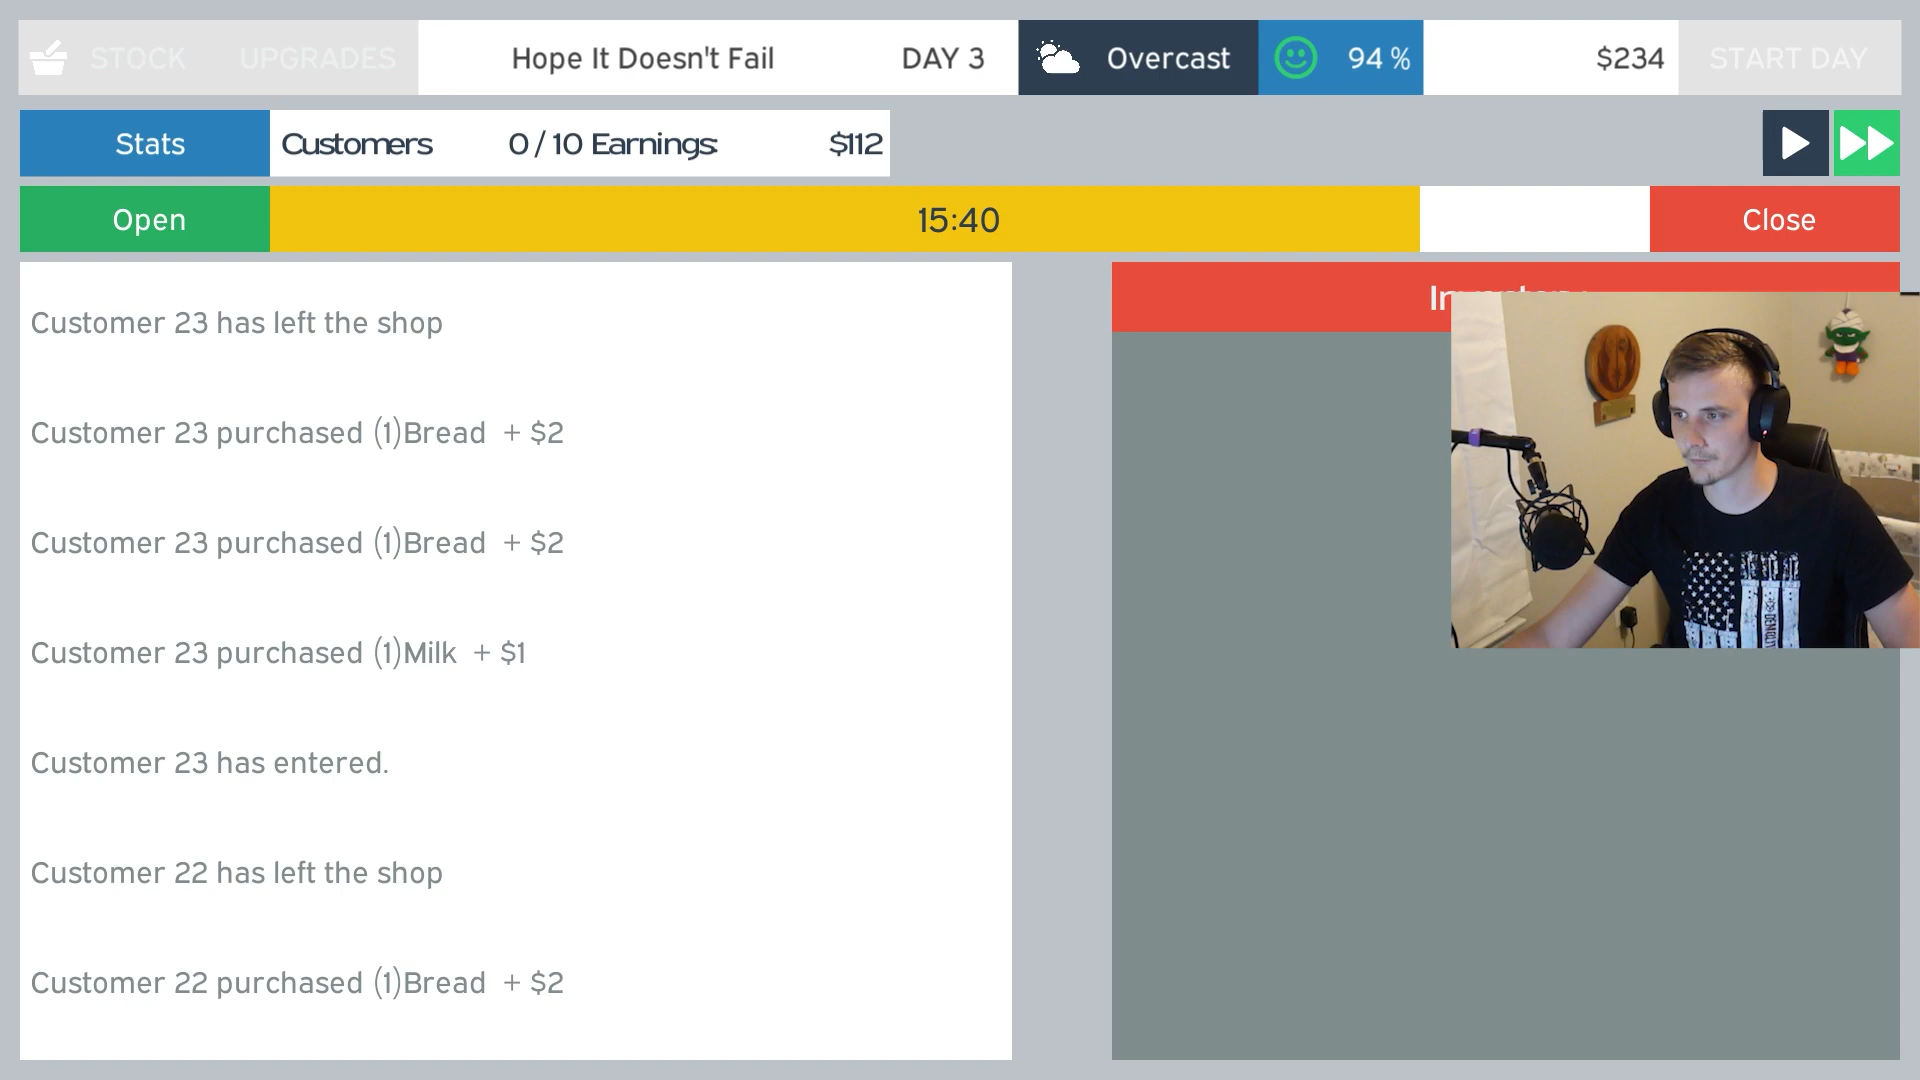 STOCK UPGRADES Hope It Doesn't Fail DAY 3 Overcast 94 % $234 START DAY
Stats Customers 0 / 10 Earnings: $112
Open 15:40 Close
Customer 23 has left the shop
Customer 23 purchased (1)Bread + $2
Customer 23 purchased (1)Bread + $2
Customer 23 purchased (1)Milk + $1
Customer 23 has entered.
Customer 22 has left the shop
Customer 22 purchased (1)Bread + $2